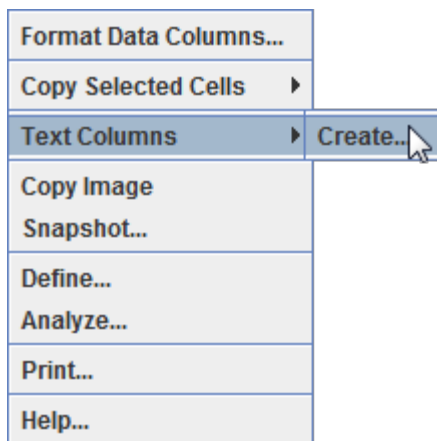 Format Data Columns...
Copy Selected Cells
Text Columns
Create...
Copy Image
Snapshot...
Define...
Analyze...
Print...
Help...